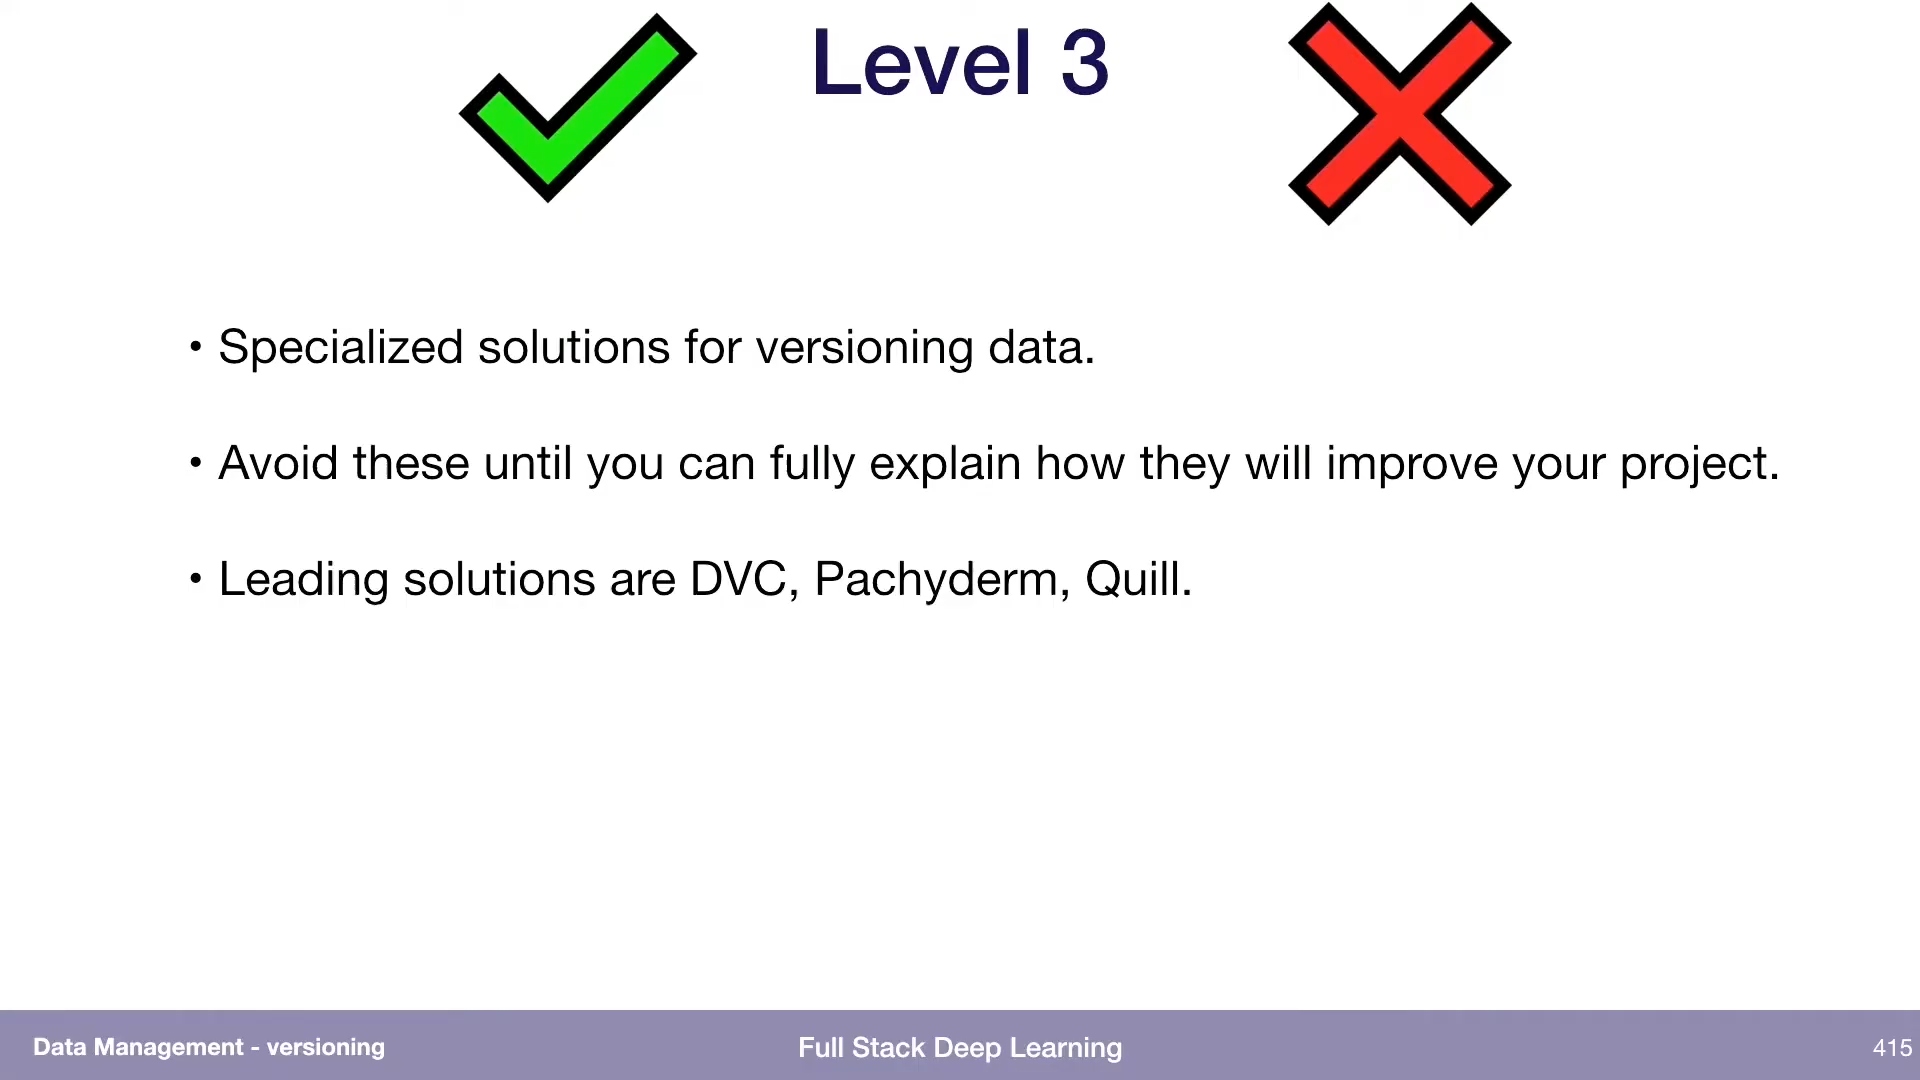 Level 3
• Specialized solutions for versioning data.
• Avoid these until you can fully explain how they will improve your project.
• Leading solutions are DVC, Pachyderm, Quill.
Data Management - versioning
Full Stack Deep Learning
415